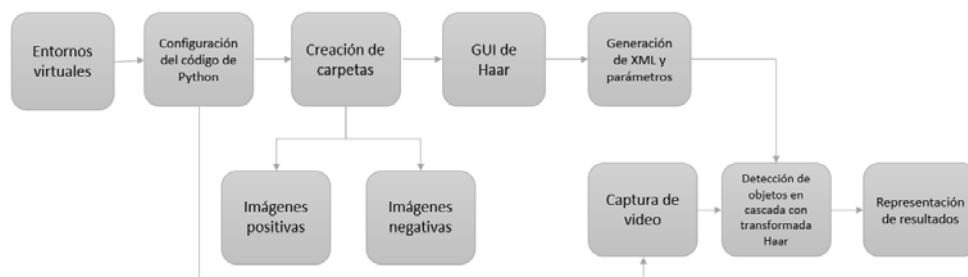 Entornos
virtuales
Configuración
del código de
Python
Creación de
carpetas
GUI de
Haar
Generación
de XML y
parámetros
Imágenes
positivas
Imágenes
negativas
Captura de
video
Detección de
objetos en
cascada con
transformada
Haar
Representación
de resultados